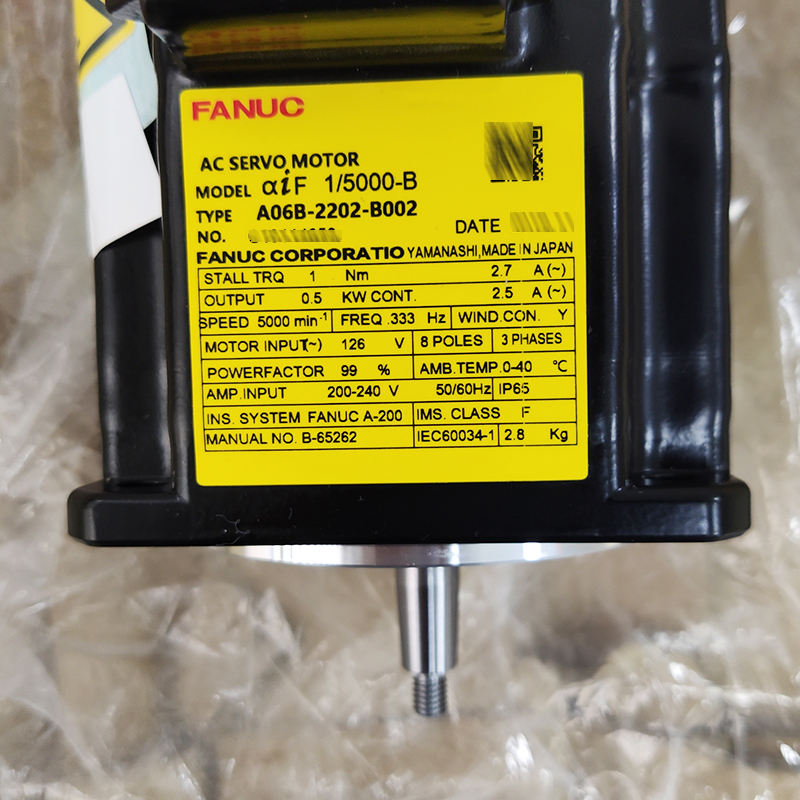 FANUC
AC SERVO MOTOR
MODEL αiF 1/5000-B
TYPE A06B-2202-B002
NO.
DATE
FANUC CORPORATIO YAMANASHI, MADE IN JAPAN
STALL TRQ 1 Nm 2.7 A (~)
OUTPUT 0.5 KW CONT. 2.5 A (~)
SPEED 5000 min⁻¹ FREQ .333 Hz WIND.CON. Y
MOTOR INPUT(~) 126 V 8 POLES 3 PHASES
POWERFACTOR 99 % AMB.TEMP.0-40 ℃
AMP.INPUT 200-240 V 50/60Hz IP65
INS. SYSTEM FANUC A-200 IMS. CLASS F
MANUAL NO. B-65262 IEC60034-1 2.8 Kg